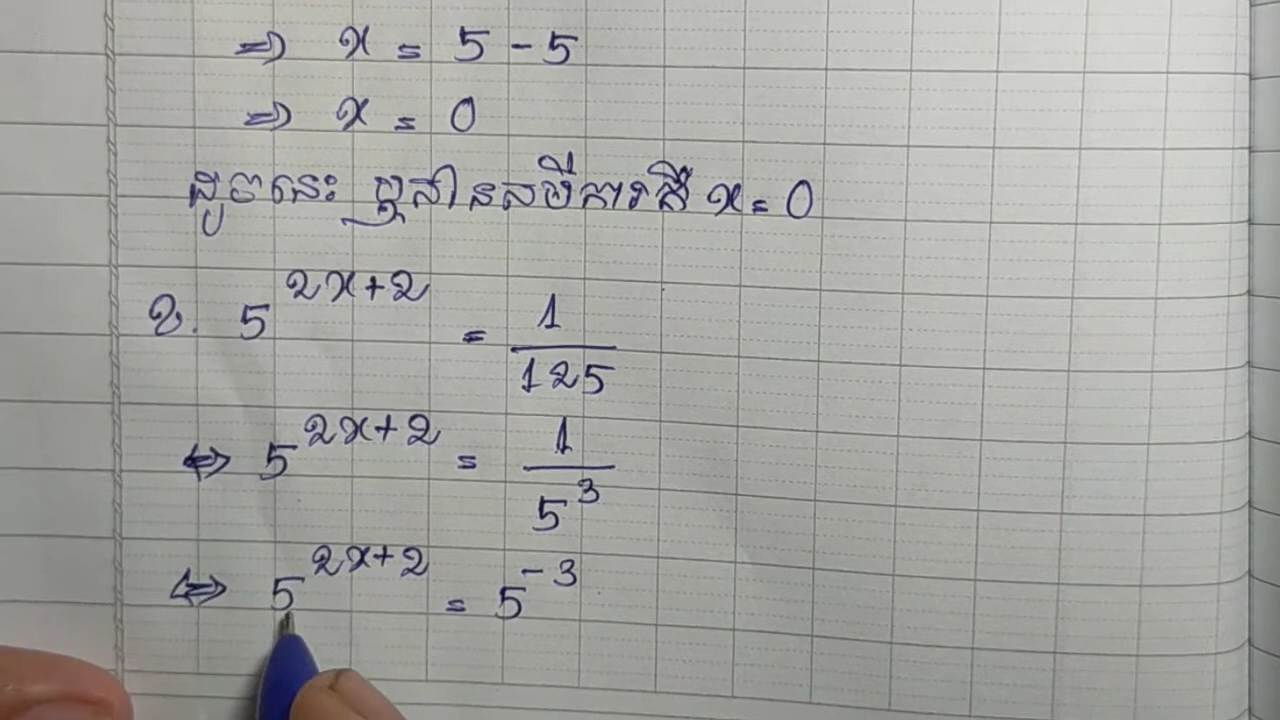 ⇒ x = 5 - 5
⇒ x = 0
ដូចនេះ ឫសនៃសមីការគឺ x = 0
ខ. 5^{2x+2} = 1/125
⇔ 5^{2x+2} = 1/5^3
⇔ 5^{2x+2} = 5^{-3}